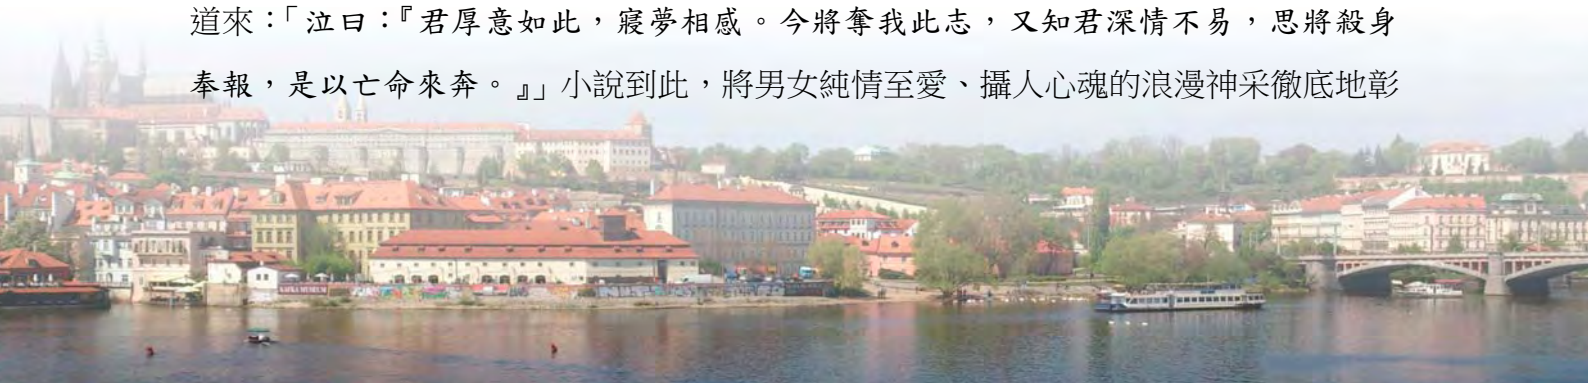 道來：「泣曰：『君厚意如此，寢夢相感。今將奪我此志，又知君深情不易，思將殺身
奉報，是以亡命來奔。』」小說到此，將男女純情至愛、攝人心魂的浪漫神采徹底地彰
KAFKA MUSEUM